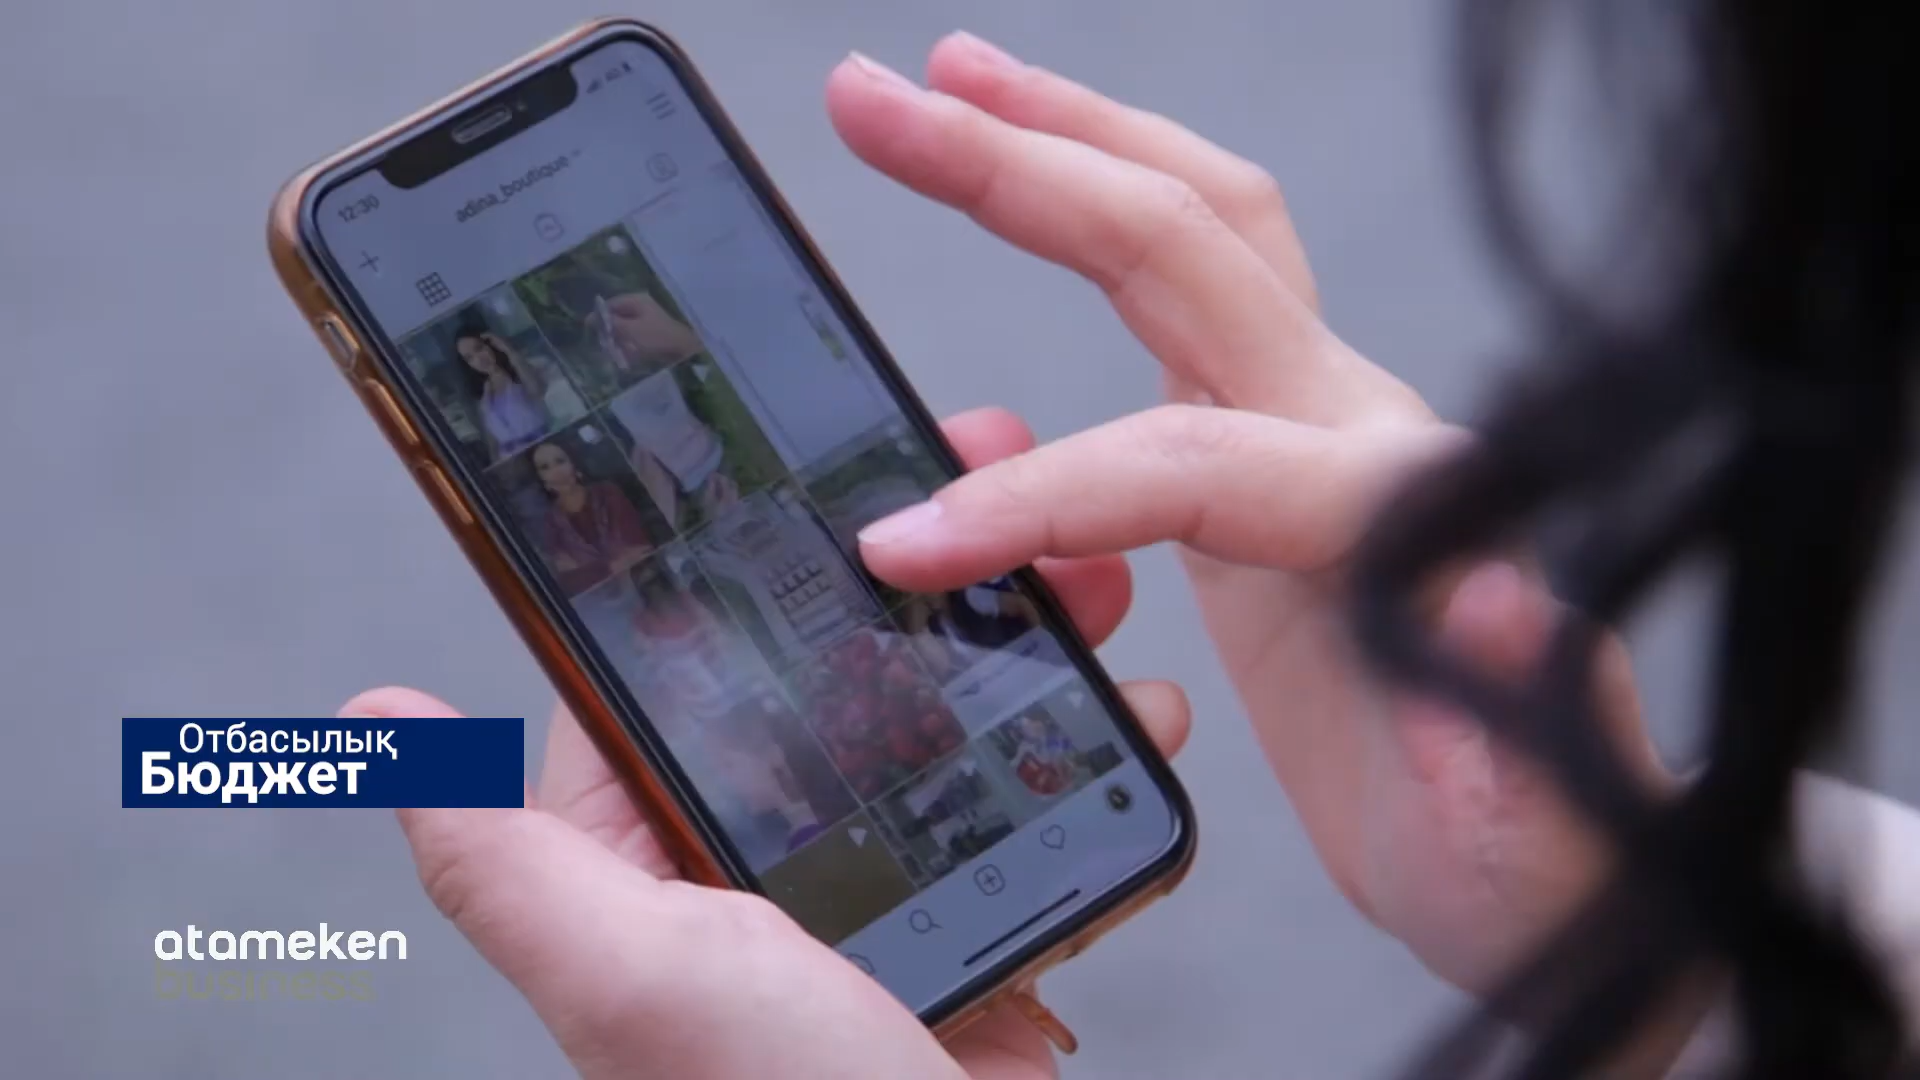 12:30
adina_boutique
Отбасылық
Бюджет
atameken
business